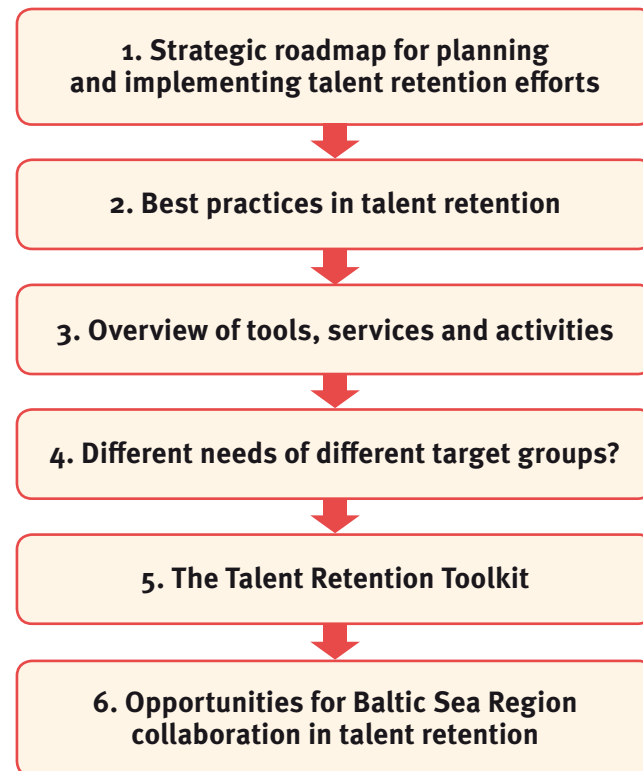 1. Strategic roadmap for planning
and implementing talent retention efforts
2. Best practices in talent retention
3. Overview of tools, services and activities
4. Different needs of different target groups?
5. The Talent Retention Toolkit
6. Opportunities for Baltic Sea Region
collaboration in talent retention